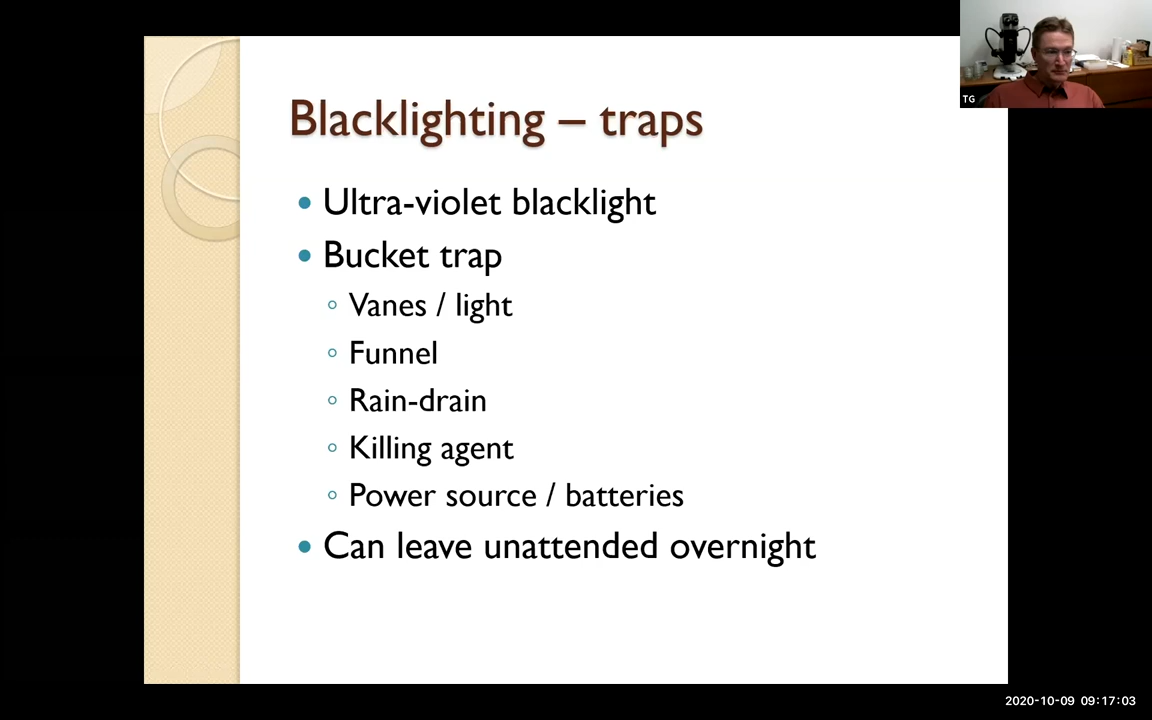 TG
Blacklighting – traps
Ultra-violet blacklight
Bucket trap
Vanes / light
Funnel
Rain-drain
Killing agent
Power source / batteries
Can leave unattended overnight
2020-10-09 09:17:03